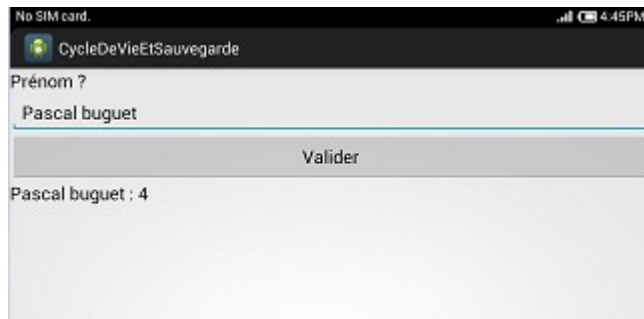 No SIM card. 4:45PM
CycleDeVieEtSauvegarde
Prénom ?
Pascal buguet
Valider
Pascal buguet : 4